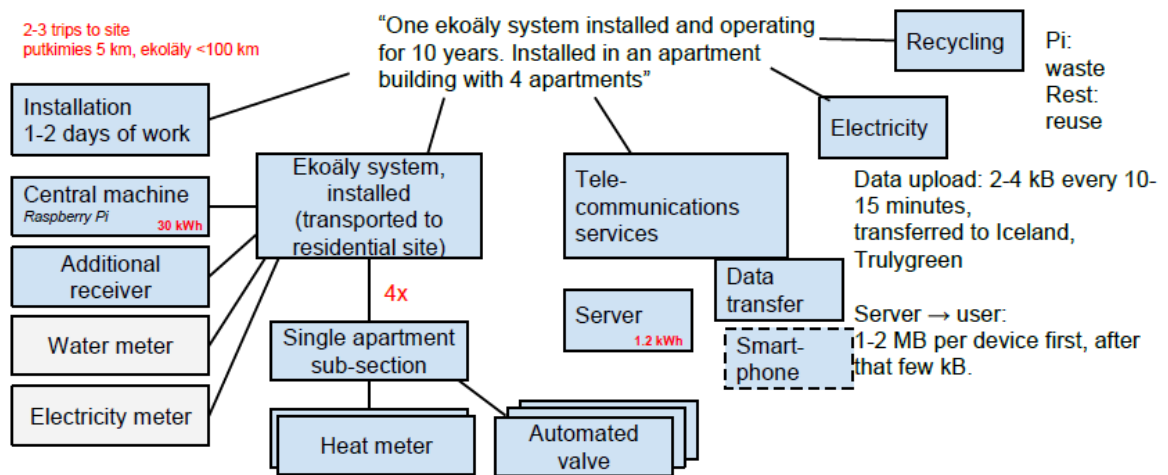 2-3 trips to site
putkimies 5 km, ekoläly <100 km
“One ekoäly system installed and operating
for 10 years. Installed in an apartment
building with 4 apartments”
Recycling
Pi:
waste
Rest:
reuse
Installation
1-2 days of work
Electricity
Ekoäly system,
installed
(transported to
residential site)
Tele-
communications
services
Central machine
Raspberry Pi
30 kWh
Data upload: 2-4 kB every 10-
15 minutes,
transferred to Iceland,
Trulygreen
Additional
receiver
Data
transfer
4x
Server
1.2 kWh
Server → user:
1-2 MB per device first, after
that few kB.
Smart-
phone
Water meter
Single apartment
sub-section
Electricity meter
Heat meter
Automated
valve